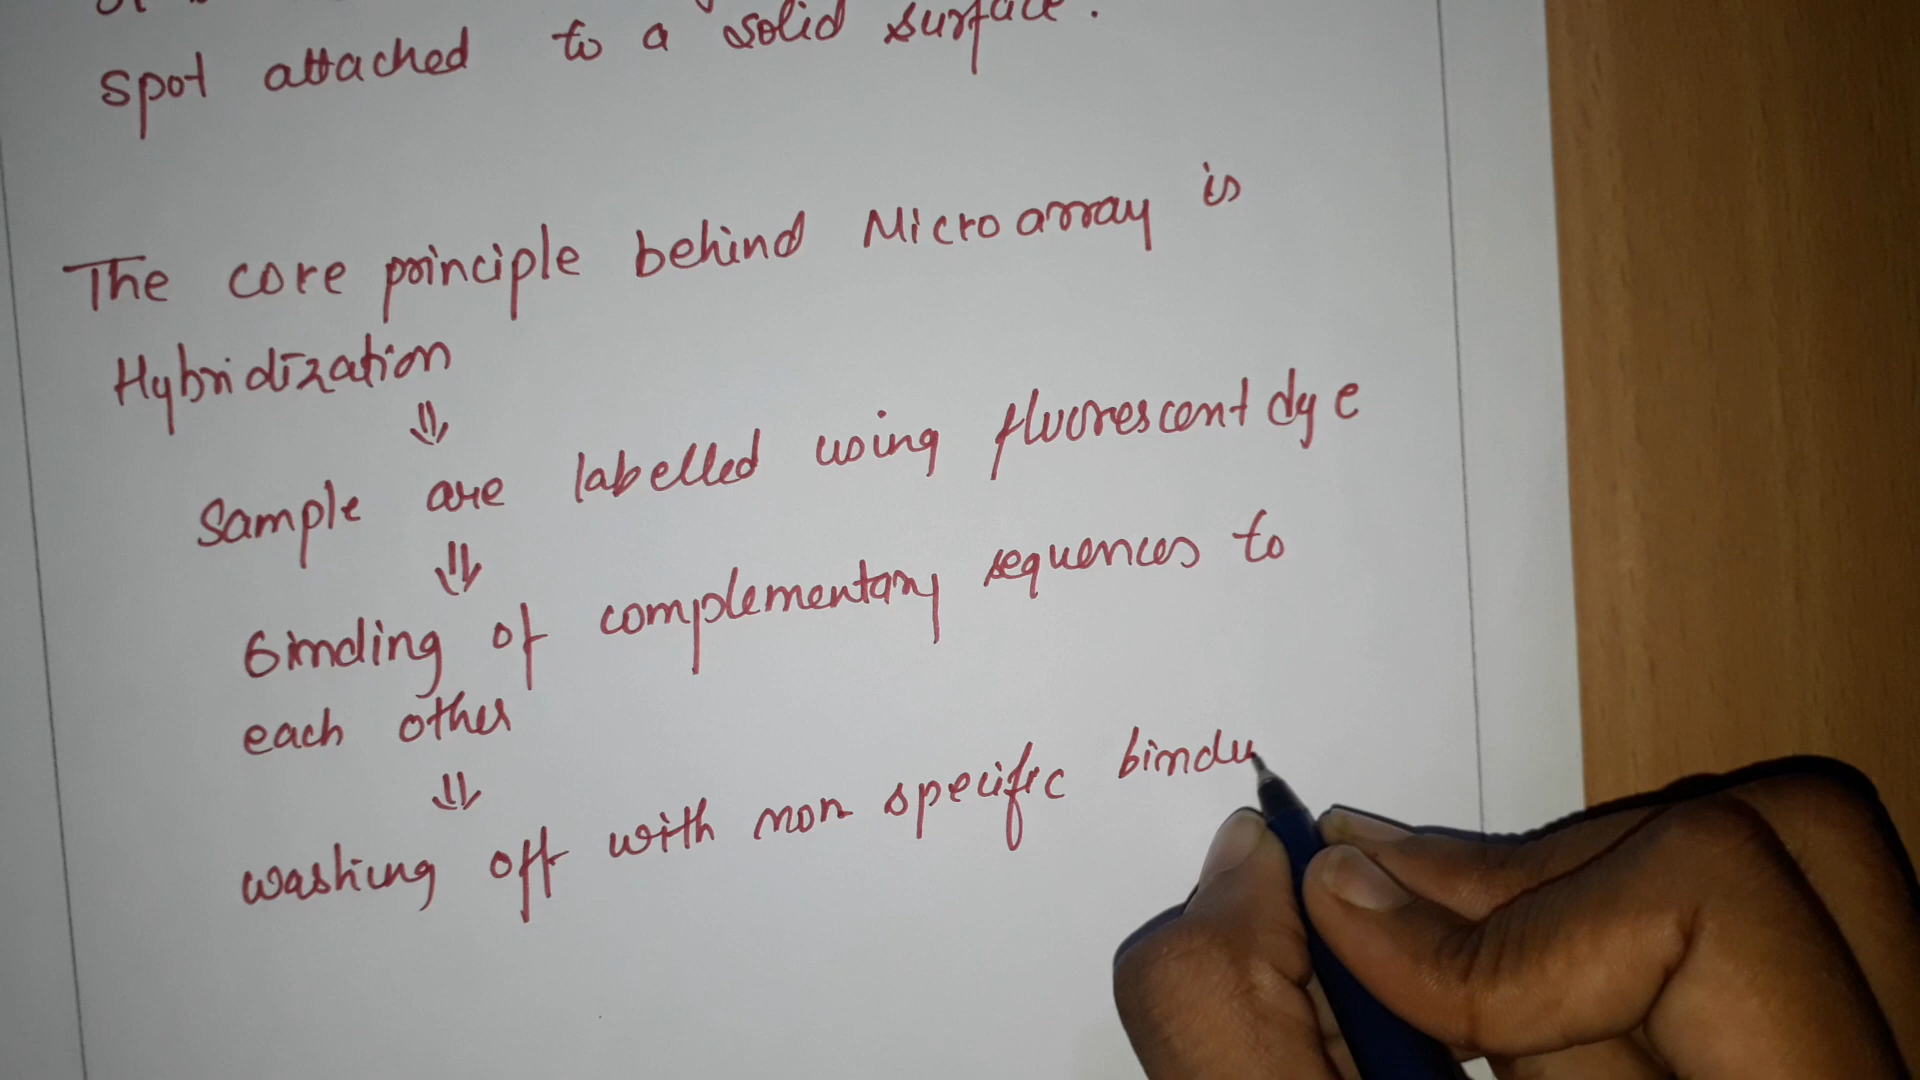 spot attached to a solid surface.
The core principle behind Microarray is
Hybridization
⇓
Sample are labelled using fluorescent dye
⇓
Binding of complementary sequences to
each other
⇓
washing off with non specific